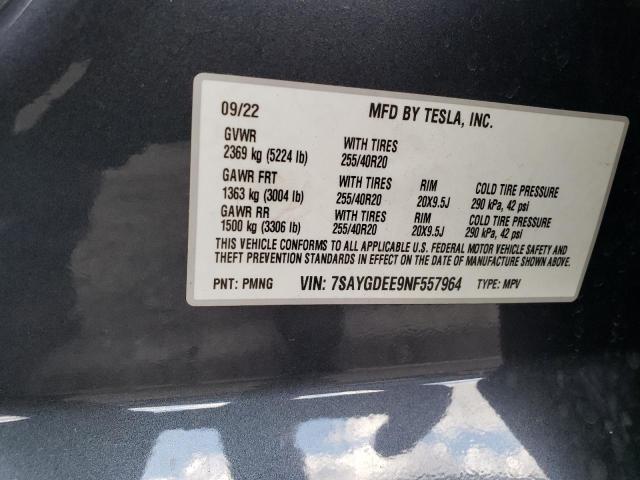 09/22 MFD BY TESLA, INC.
GVWR WITH TIRES
2369 kg (5224 lb) 255/40R20
GAWR FRT WITH TIRES RIM COLD TIRE PRESSURE
1363 kg (3004 lb) 255/40R20 20X9.5J 290 kPa, 42 psi
GAWR RR WITH TIRES RIM COLD TIRE PRESSURE
1500 kg (3306 lb) 255/40R20 20X9.5J 290 kPa, 42 psi
THIS VEHICLE CONFORMS TO ALL APPLICABLE U.S. FEDERAL MOTOR VEHICLE SAFETY AND
THEFT PREVENTION STANDARDS IN EFFECT ON THE DATE OF MANUFACTURE SHOWN ABOVE.
PNT: PMNG VIN: 7SAYGDEE9NF557964 TYPE: MPV